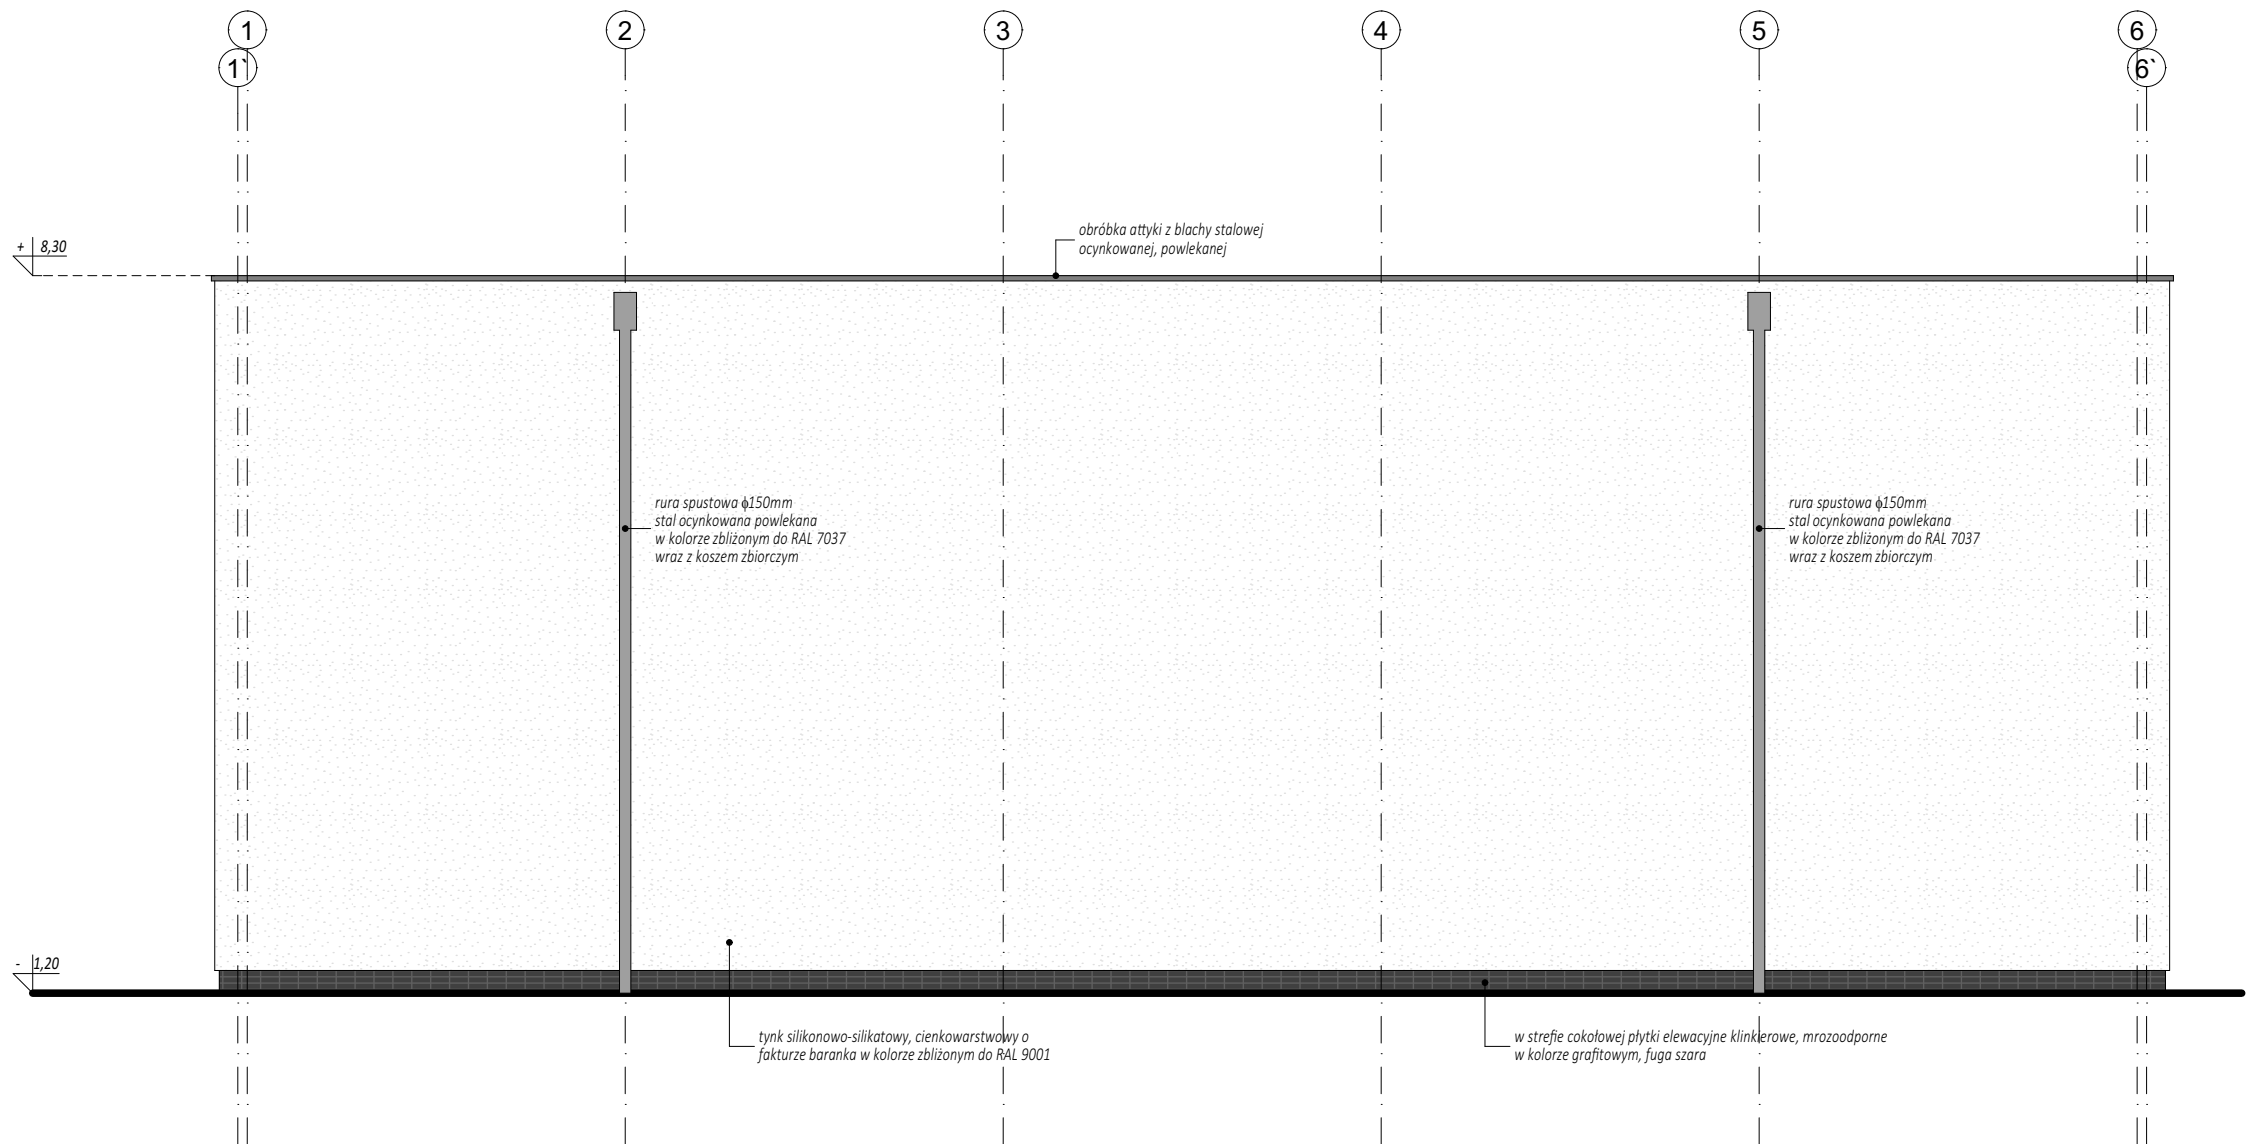 1
2
3
4
5
6
1`
6`
obróbka attyki z blachy stalowej
ocynkowanej, powlekanej
+ 8,30
rura spustowa ϕ150mm
stal ocynkowana powlekana
w kolorze zbliżonym do RAL 7037
wraz z koszem zbiorczym
rura spustowa ϕ150mm
stal ocynkowana powlekana
w kolorze zbliżonym do RAL 7037
wraz z koszem zbiorczym
- 1,20
tynk silikonowo-silikatowy, cienkowarstwowy o
fakturze baranka w kolorze zbliżonym do RAL 9001
w strefie cokołowej płytki elewacyjne klinkierowe, mrozoodporne
w kolorze grafitowym, fuga szara